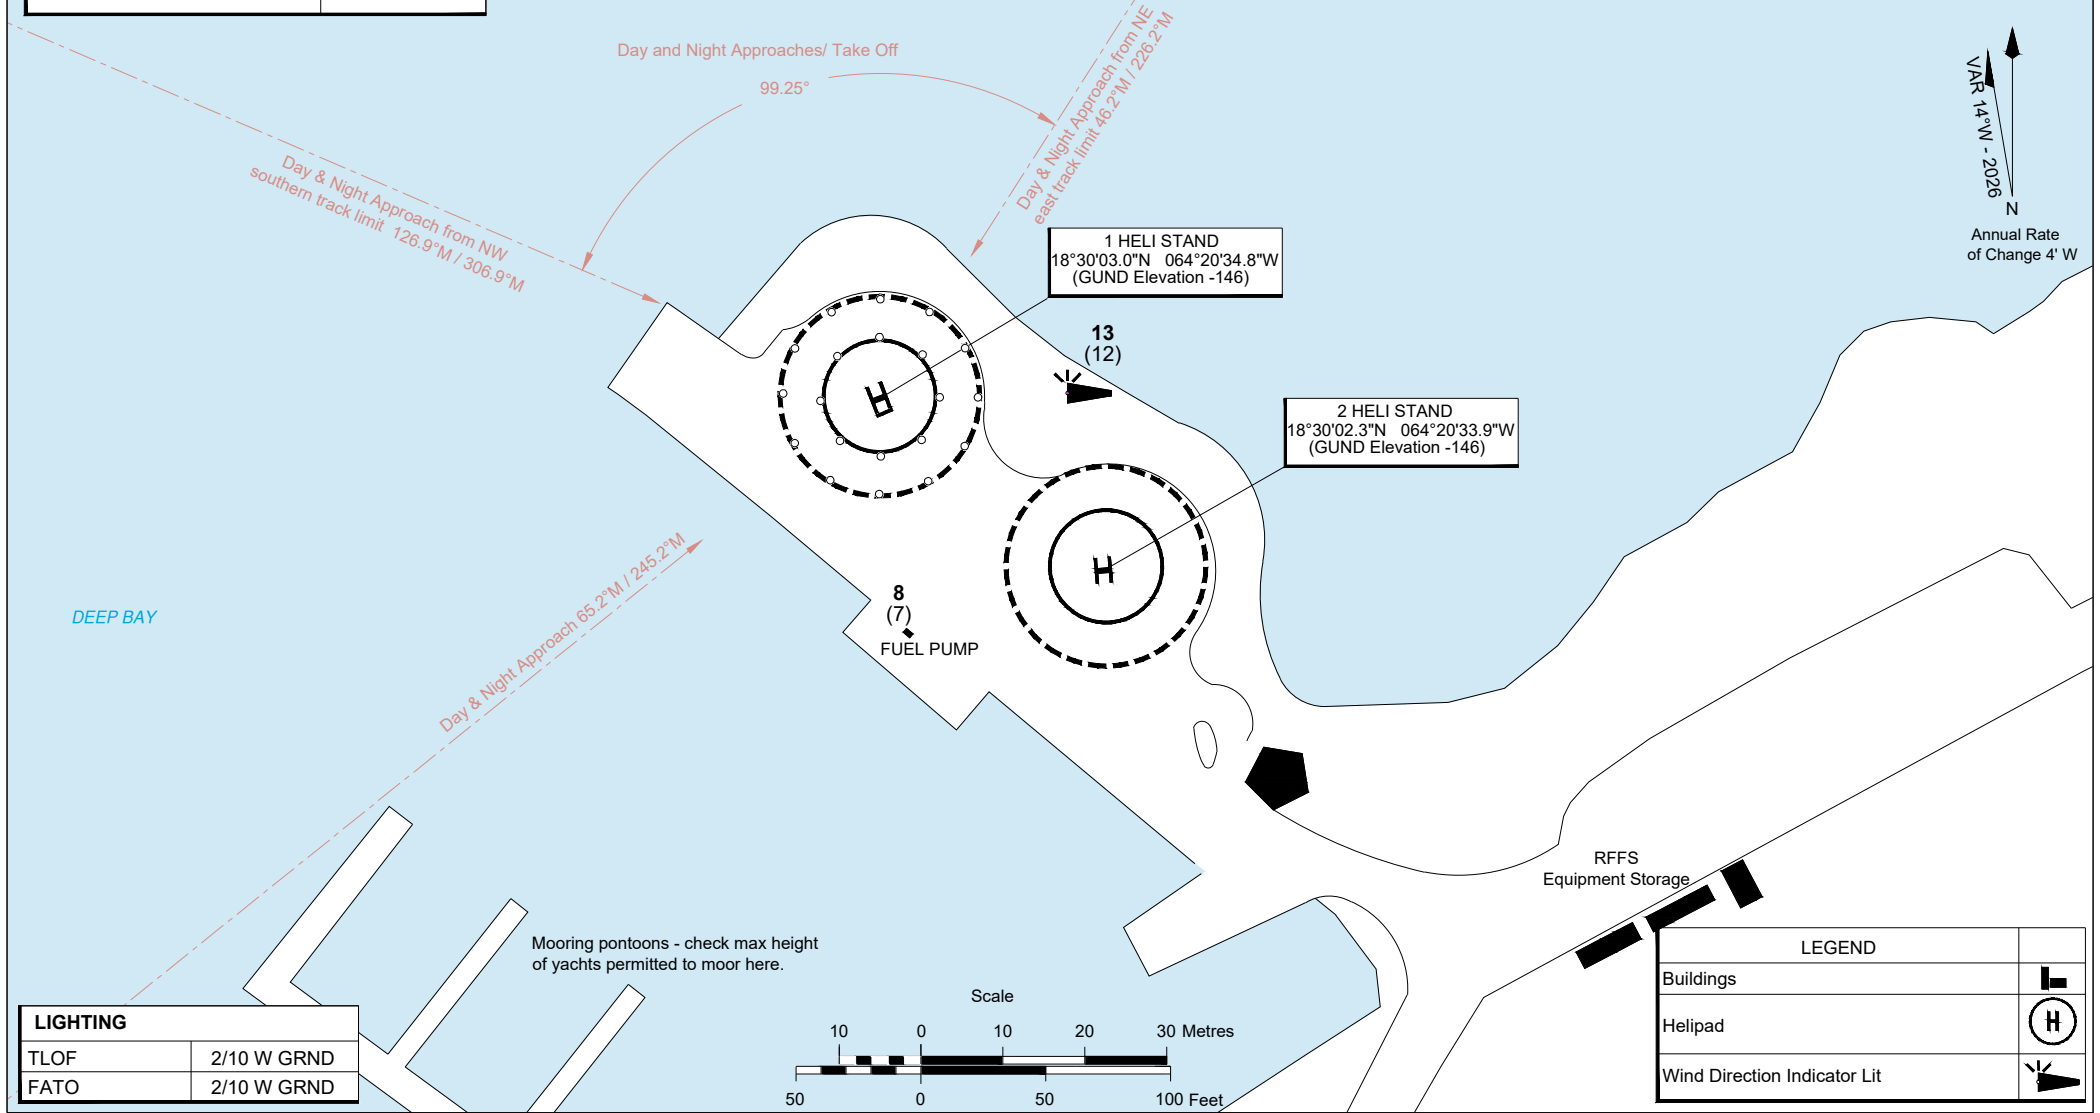 Day and Night Approaches/ Take Off
99.25°
Day & Night Approach from NE
east track limit 46.2°M / 226.2°M
Day & Night Approach from NW
southern track limit 126.9°M / 306.9°M
VAR 14°W - 2026
N
Annual Rate
of Change 4' W
1 HELI STAND
18°30'03.0"N 064°20'34.8"W
(GUND Elevation -146)
13
(12)
2 HELI STAND
18°30'02.3"N 064°20'33.9"W
(GUND Elevation -146)
H
H
Day & Night Approach 65.2°M / 245.2°M
DEEP BAY
8
(7)
FUEL PUMP
RFFS
Equipment Storage
Mooring pontoons - check max height
of yachts permitted to moor here.
LIGHTING
TLOF 2/10 W GRND
FATO 2/10 W GRND
Scale
10 0 10 20 30 Metres
50 0 50 100 Feet
LEGEND
Buildings
Helipad H
Wind Direction Indicator Lit